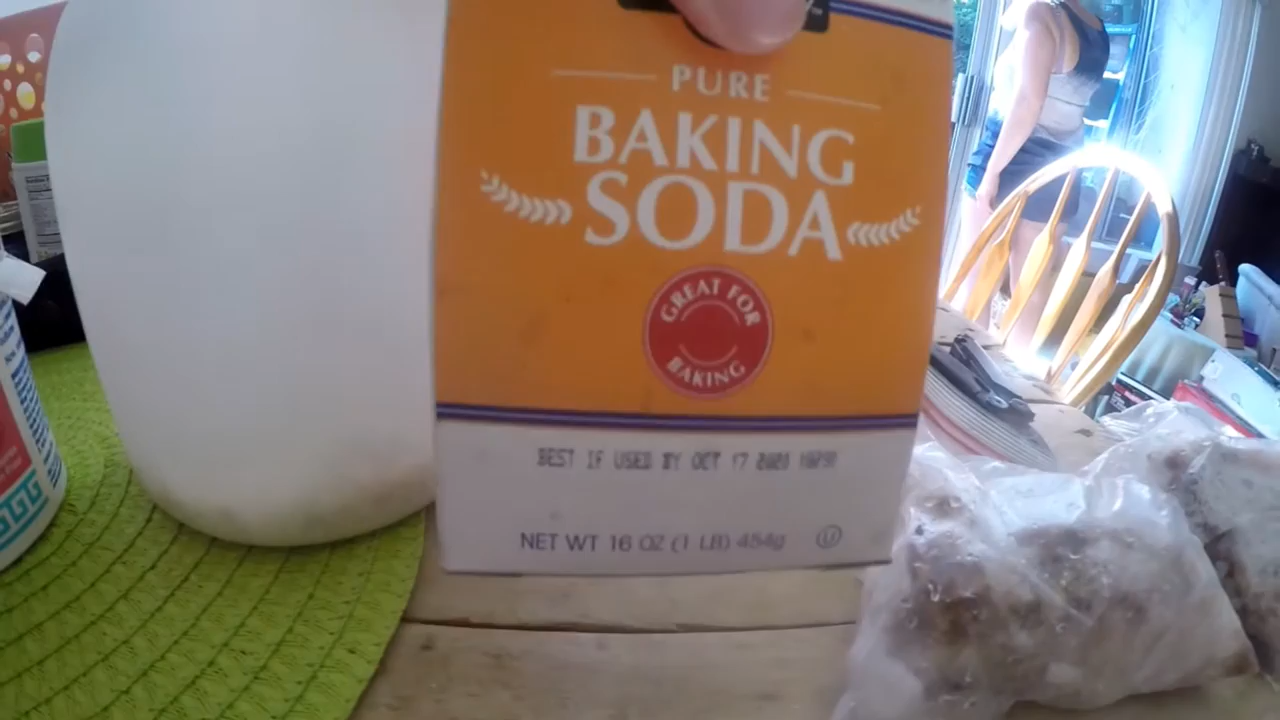 PURE
BAKING
SODA
GREAT FOR
BAKING
BEST IF USED BY OCT 17
NET WT 16 OZ (1 LB) 454g